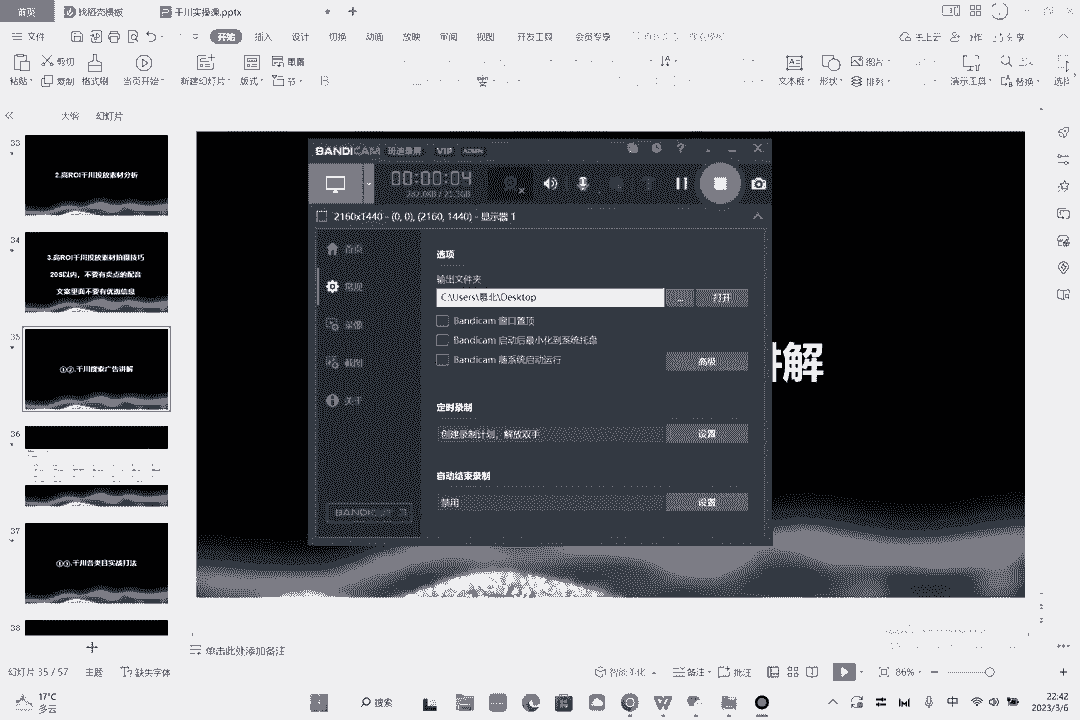 首页 找稻壳模板 千川实操课.pptx
文件 开始 插入 设计 切换 动画 放映 审阅 视图 开发工具 会员专享
剪切
粘贴 复制 格式刷 当页开始 新建幻灯片 版式 节 文本框 形状 图片 排列 演示工具 替换 选择
大纲 幻灯片
33
2.高ROI千川投放素材分析
34
3.高ROI千川投放素材拍摄技巧
20S以内，不要有卖点的配音
文案里面不要有优惠信息
35
①②.千川搜索广告讲解
36
37
①③.千川各类目实战打法
38
讲解
BANDICAM 班迪录屏 VIP ADMIN
00:00:04
2160x1440 - (0, 0), (2160, 1440) - 显示器 1
首页
常规
录像
截图
关于
BANDICUT
选项
输出文件夹
C:\Users\慕北\Desktop
... 打开
Bandicam 窗口置顶
Bandicam 启动后最小化到系统托盘
Bandicam 随系统启动运行
高级
定时录制
创建录制计划，解放双手
设置
自动结束录制
禁用
设置
单击此处添加备注
幻灯片 35 / 57 主题 缺失字体 智能美化 备注 批注 86%
17°C
多云
搜索
中
22:42
2023/3/6